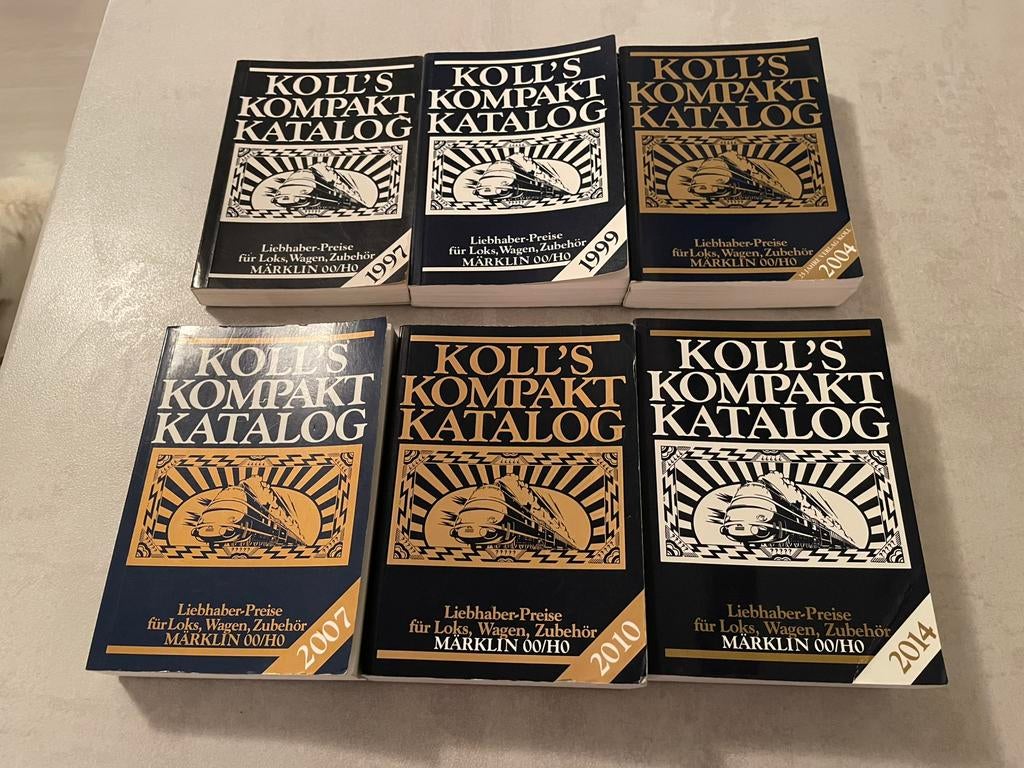 KOLL'S
KOMPAKT
KATALOG
Liebhaber-Preise
für Loks, Wagen, Zubehör
MÄRKLIN 00/H0
1997
KOLL'S
KOMPAKT
KATALOG
Liebhaber-Preise
für Loks, Wagen, Zubehör
MÄRKLIN 00/H0
1999
KOLL'S
KOMPAKT
KATALOG
Liebhaber-Preise
für Loks, Wagen, Zubehör
MÄRKLIN 00/H0
25 JAHRE VERLAG KOLL
2004
KOLL'S
KOMPAKT
KATALOG
Liebhaber-Preise
für Loks, Wagen, Zubehör
MÄRKLIN 00/H0
2007
KOLL'S
KOMPAKT
KATALOG
Liebhaber-Preise
für Loks, Wagen, Zubehör
MÄRKLIN 00/H0
2010
KOLL'S
KOMPAKT
KATALOG
Liebhaber-Preise
für Loks, Wagen, Zubehör
MÄRKLIN 00/H0
2014